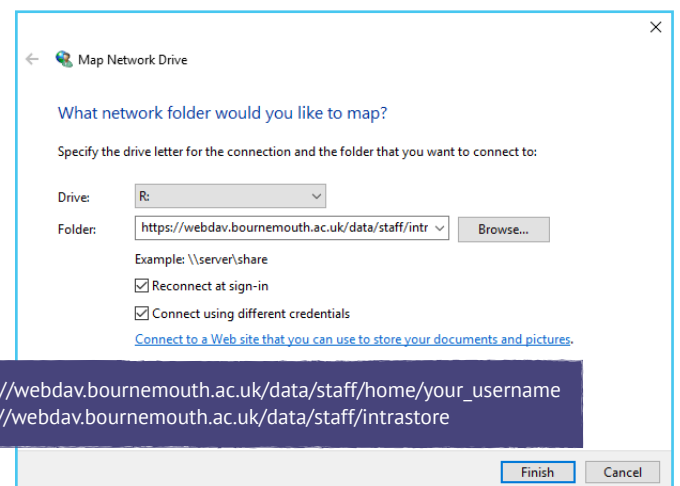 Map Network Drive
What network folder would you like to map?
Specify the drive letter for the connection and the folder that you want to connect to:
Drive: R:
Folder: https://webdav.bournemouth.ac.uk/data/staff/intr Browse...
Example: \\server\share
Reconnect at sign-in
Connect using different credentials
Connect to a Web site that you can use to store your documents and pictures.
//webdav.bournemouth.ac.uk/data/staff/home/your_username
//webdav.bournemouth.ac.uk/data/staff/intrastore
Finish Cancel